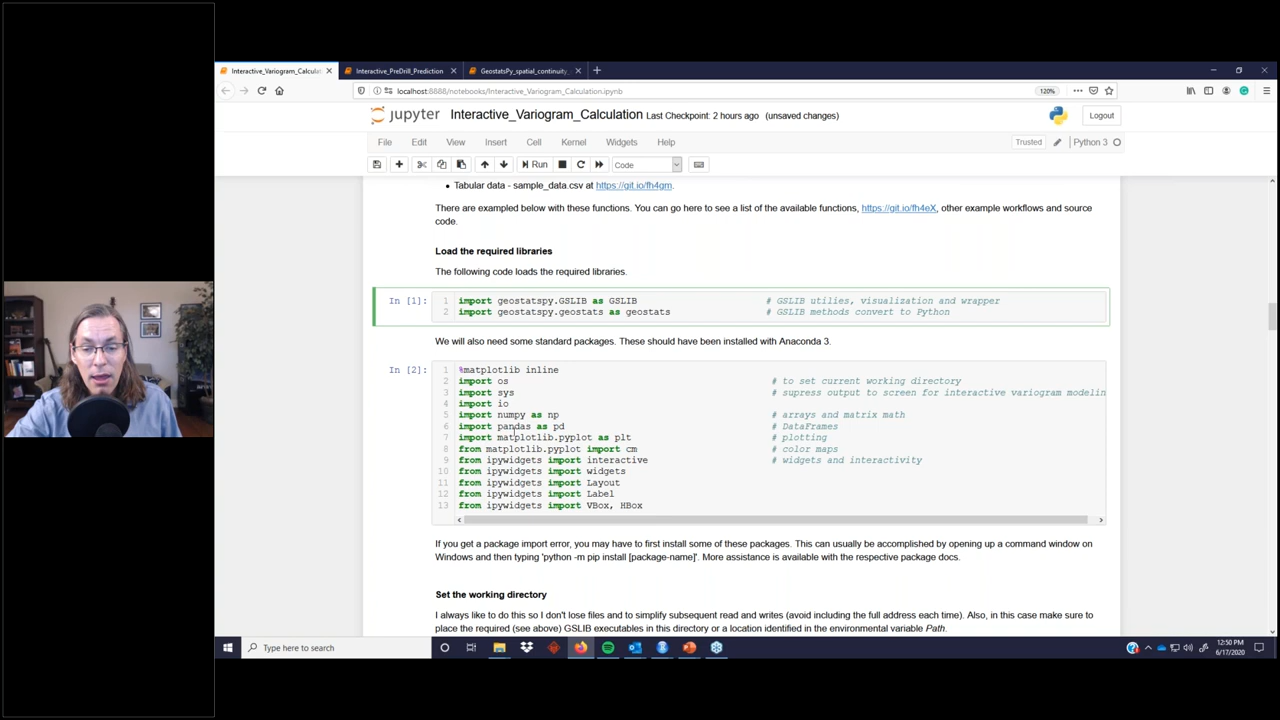 Interactive_Variogram_Calculat
Interactive_PreDrill_Prediction
GeostatsPy_spatial_continuity_
localhost:8888/notebooks/Interactive_Variogram_Calculation.ipynb
120%
jupyter Interactive_Variogram_Calculation Last Checkpoint: 2 hours ago (unsaved changes)
Logout
File Edit View Insert Cell Kernel Widgets Help
Trusted
Python 3
Run
Code
• Tabular data - sample_data.csv at https://git.io/fh4gm.
There are exampled below with these functions. You can go here to see a list of the available functions, https://git.io/fh4eX, other example workflows and source
code.
Load the required libraries
The following code loads the required libraries.
In [1]:
1 import geostatspy.GSLIB as GSLIB # GSLIB utilies, visualization and wrapper
2 import geostatspy.geostats as geostats # GSLIB methods convert to Python
We will also need some standard packages. These should have been installed with Anaconda 3.
In [2]:
1 %matplotlib inline
2 import os # to set current working directory
3 import sys # supress output to screen for interactive variogram modelin
4 import io
5 import numpy as np # arrays and matrix math
6 import pandas as pd # DataFrames
7 import matplotlib.pyplot as plt # plotting
8 from matplotlib.pyplot import cm # color maps
9 from ipywidgets import interactive # widgets and interactivity
10 from ipywidgets import widgets
11 from ipywidgets import Layout
12 from ipywidgets import Label
13 from ipywidgets import VBox, HBox
If you get a package import error, you may have to first install some of these packages. This can usually be accomplished by opening up a command window on
Windows and then typing 'python -m pip install [package-name]'. More assistance is available with the respective package docs.
Set the working directory
I always like to do this so I don't lose files and to simplify subsequent read and writes (avoid including the full address each time). Also, in this case make sure to
place the required (see above) GSLIB executables in this directory or a location identified in the environmental variable Path.
Type here to search
12:50 PM
6/17/2020